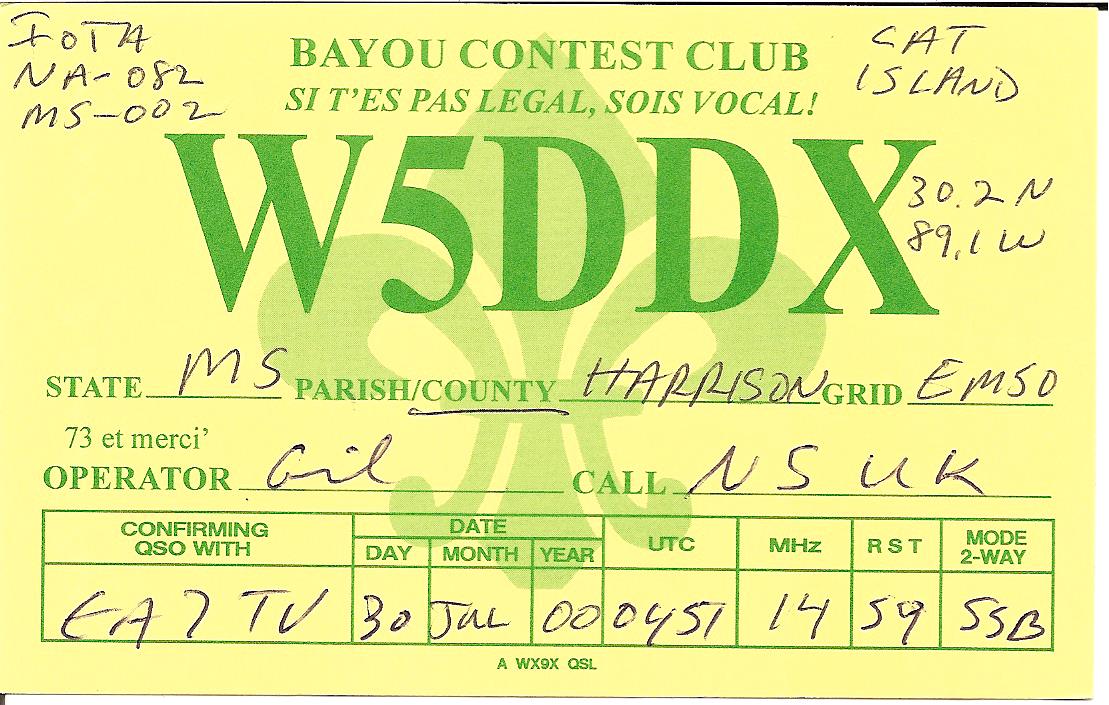 IOTA
NA-082
MS-002
BAYOU CONTEST CLUB
SI T'ES PAS LEGAL, SOIS VOCAL!
CAT
ISLAND
W5DDX
30.2 N
89.1 W
STATE MS PARISH/COUNTY HARRISON GRID EM50
73 et merci'
OPERATOR Gil CALL N5UK
CONFIRMING QSO WITH DATE DAY MONTH YEAR UTC MHz RST MODE 2-WAY
EA7TV 30 JUL 00 0451 14 59 SSB
A WX9X QSL